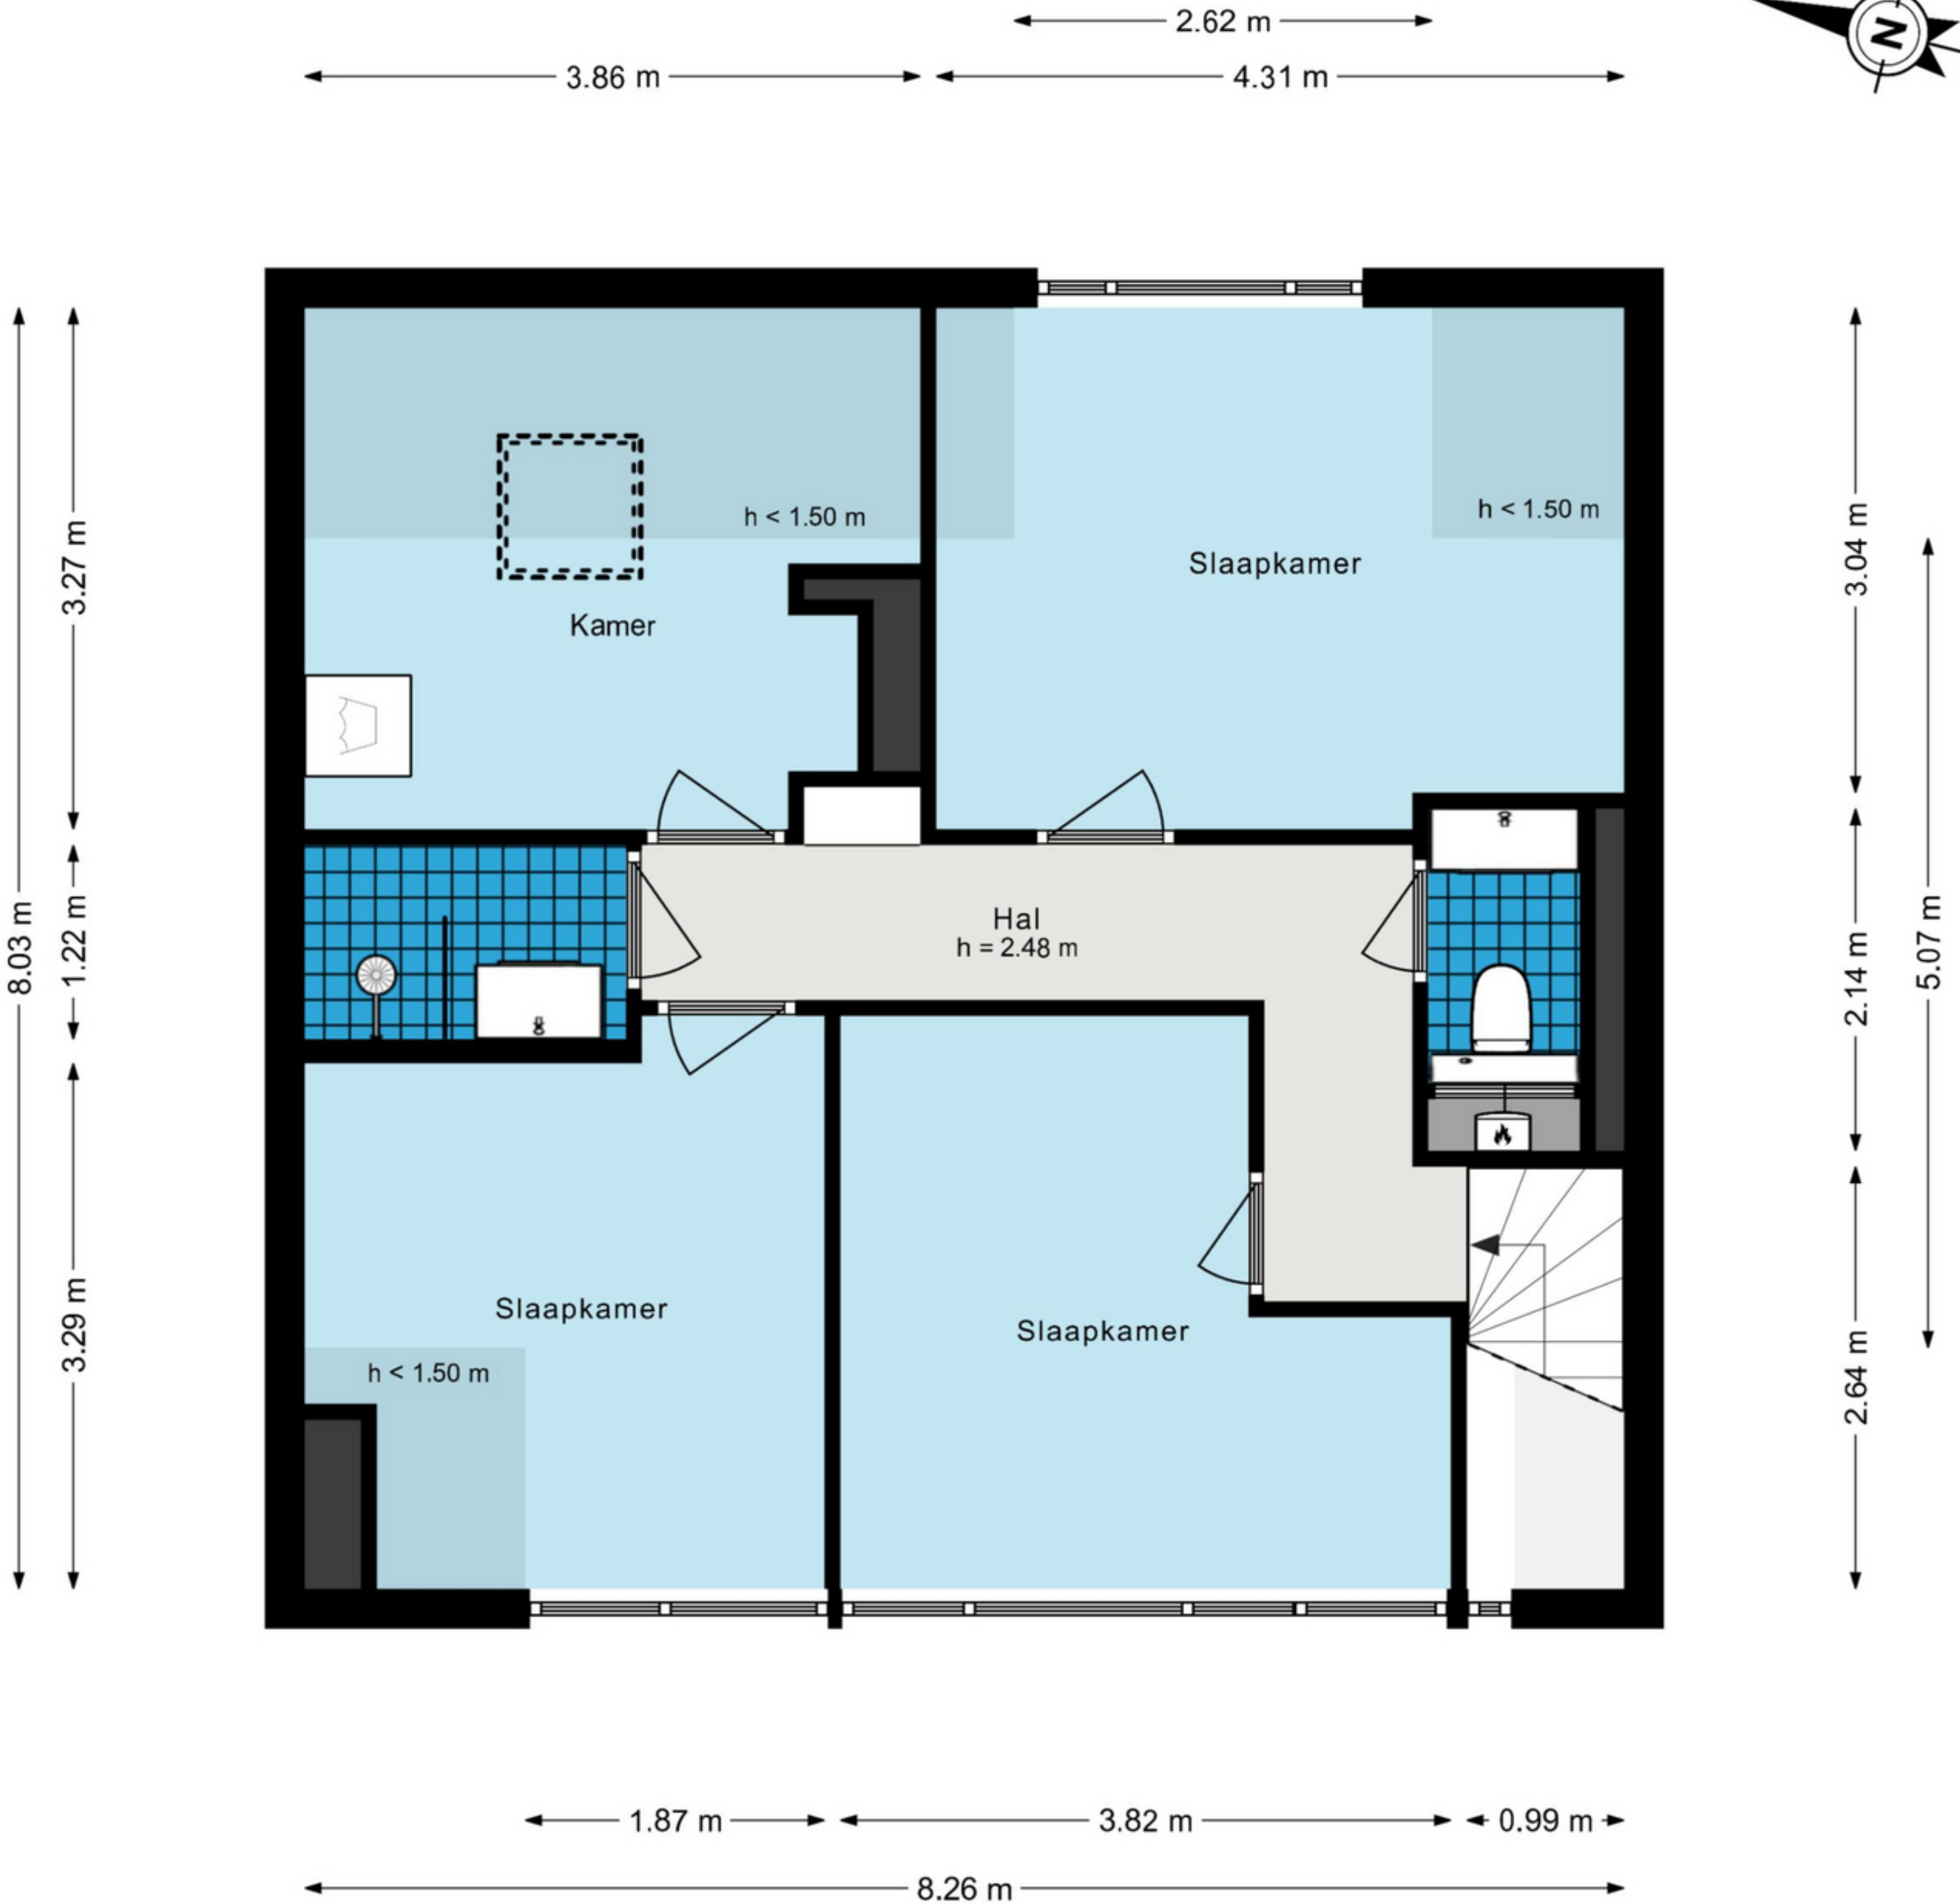 2.62 m
3.86 m
4.31 m
N
h < 1.50 m
h < 1.50 m
Slaapkamer
Kamer
3.27 m
3.04 m
8.03 m
1.22 m
Hal
h = 2.48 m
2.14 m
5.07 m
3.29 m
Slaapkamer
Slaapkamer
h < 1.50 m
2.64 m
1.87 m
3.82 m
0.99 m
8.26 m